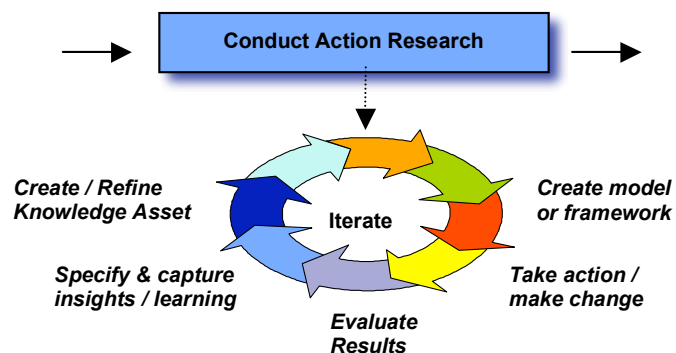 Conduct Action Research
Create / Refine
Knowledge Asset
Iterate
Create model
or framework
Specify & capture
insights / learning
Take action /
make change
Evaluate
Results